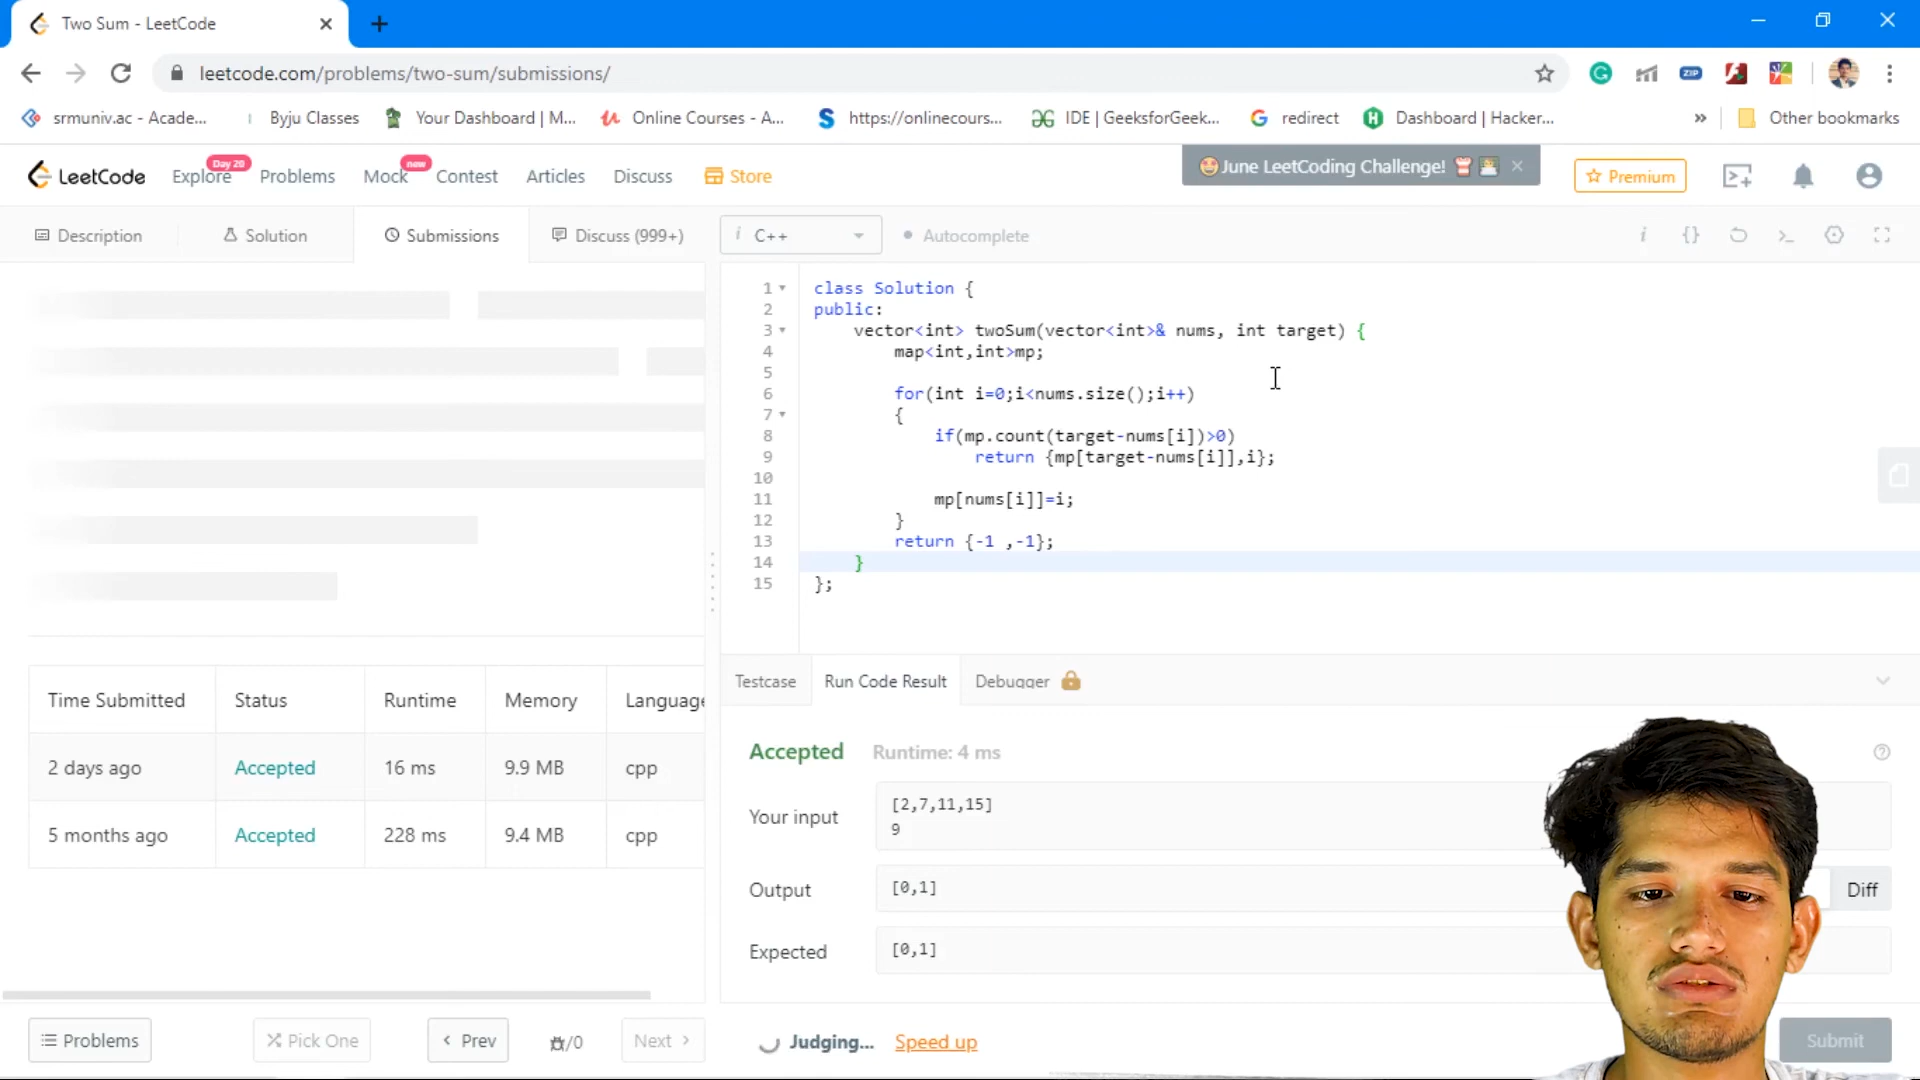 Two Sum - LeetCode
leetcode.com/problems/two-sum/submissions/
ZIP
srmuniv.ac - Acade...
Byju Classes
Your Dashboard | M...
Online Courses - A...
https://onlinecours...
IDE | GeeksforGeek...
redirect
Dashboard | Hacker...
»
Other bookmarks
LeetCode
Explore
Day 20
Problems
Mock
new
Contest
Articles
Discuss
Store
June LeetCoding Challenge!
Premium
Description
Solution
Submissions
Discuss (999+)
i C++
Autocomplete
1 class Solution {
2 public:
3 vector<int> twoSum(vector<int>& nums, int target) {
4 map<int,int>mp;
5
6 for(int i=0;i<nums.size();i++)
7 {
8 if(mp.count(target-nums[i])>0)
9 return {mp[target-nums[i]],i};
10
11 mp[nums[i]]=i;
12 }
13 return {-1 ,-1};
14 }
15 };
Time Submitted Status Runtime Memory Language
2 days ago Accepted 16 ms 9.9 MB cpp
5 months ago Accepted 228 ms 9.4 MB cpp
Testcase
Run Code Result
Debugger
Accepted Runtime: 4 ms
Your input
[2,7,11,15]
9
Output
[0,1]
Diff
Expected
[0,1]
Problems
Pick One
Prev
/0
Next
Judging...
Speed up
Submit